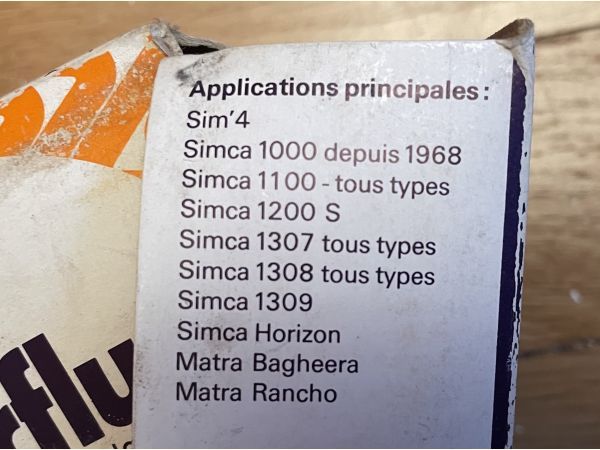 Applications principales:
Sim'4
Simca 1000 depuis 1968
Simca 1100 - tous types
Simca 1200 S
Simca 1307 tous types
Simca 1308 tous types
Simca 1309
Simca Horizon
Matra Bagheera
Matra Rancho